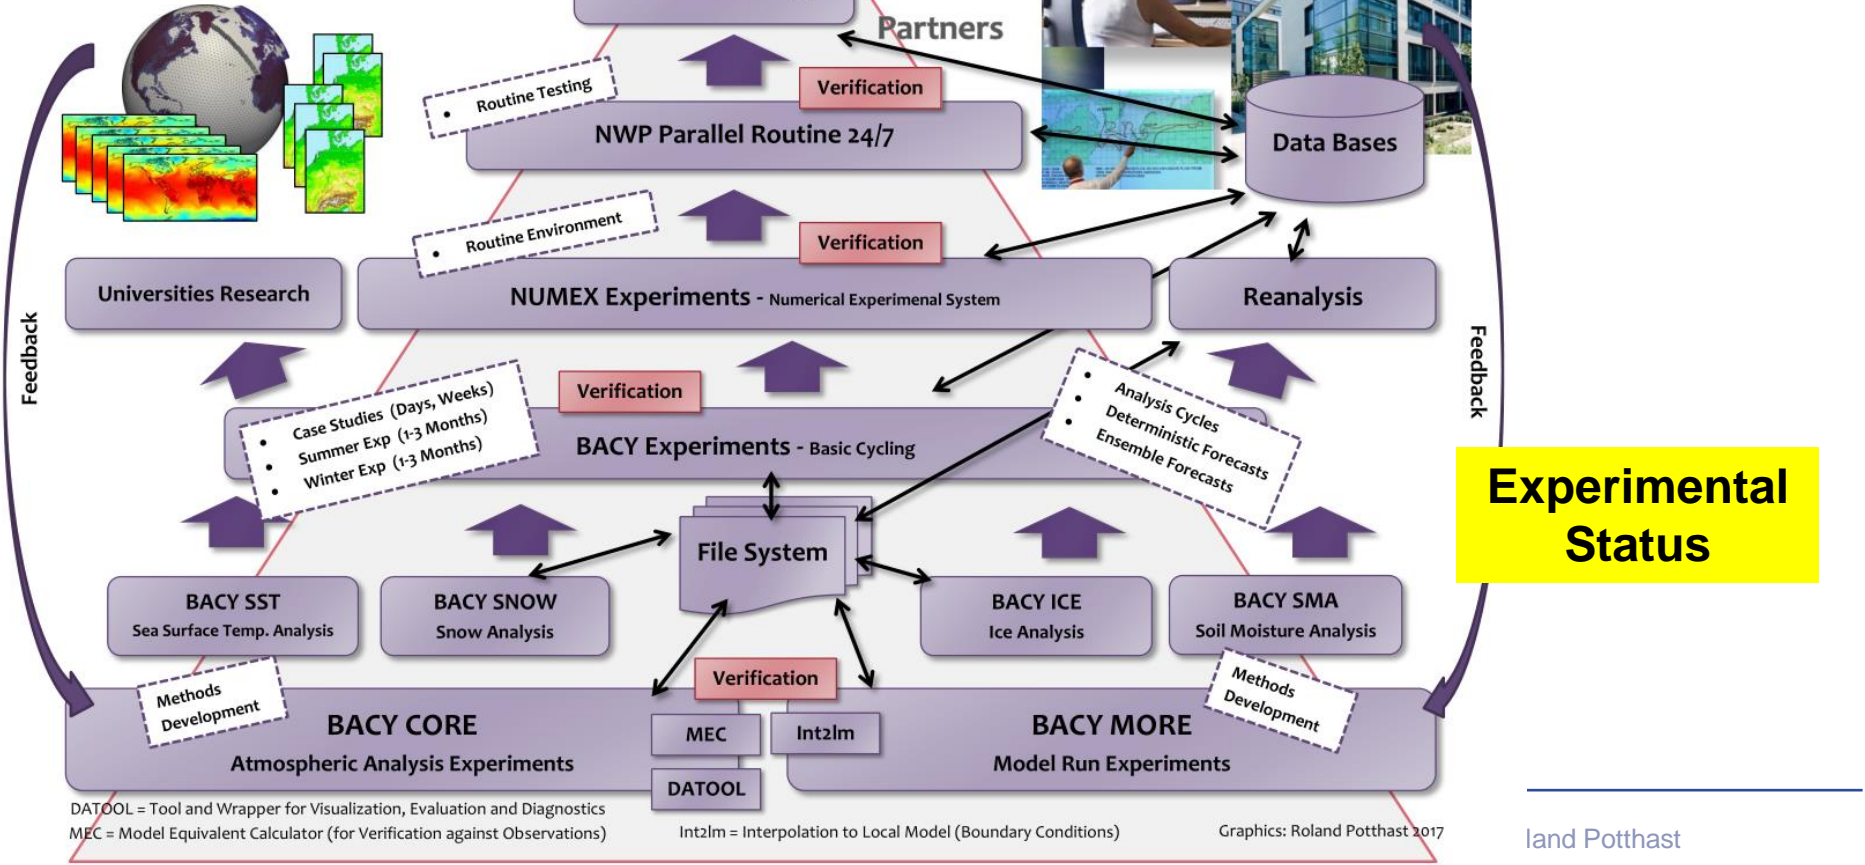 Partners
Verification
• Routine Testing
NWP Parallel Routine 24/7
Data Bases
• Routine Environment
Verification
Universities Research
NUMEX Experiments - Numerical Experimenal System
Reanalysis
Feedback
Feedback
Verification
• Case Studies (Days, Weeks)
• Summer Exp (1-3 Months)
• Winter Exp (1-3 Months)
• Analysis Cycles
• Deterministic Forecasts
• Ensemble Forecasts
BACY Experiments - Basic Cycling
Experimental
Status
File System
BACY SST
Sea Surface Temp. Analysis
BACY SNOW
Snow Analysis
BACY ICE
Ice Analysis
BACY SMA
Soil Moisture Analysis
Verification
Methods
Development
Methods
Development
BACY CORE
Atmospheric Analysis Experiments
MEC
DATOOL
Int2lm
BACY MORE
Model Run Experiments
DATOOL = Tool and Wrapper for Visualization, Evaluation and Diagnostics
MEC = Model Equivalent Calculator (for Verification against Observations)
Int2lm = Interpolation to Local Model (Boundary Conditions)
Graphics: Roland Potthast 2017
land Potthast